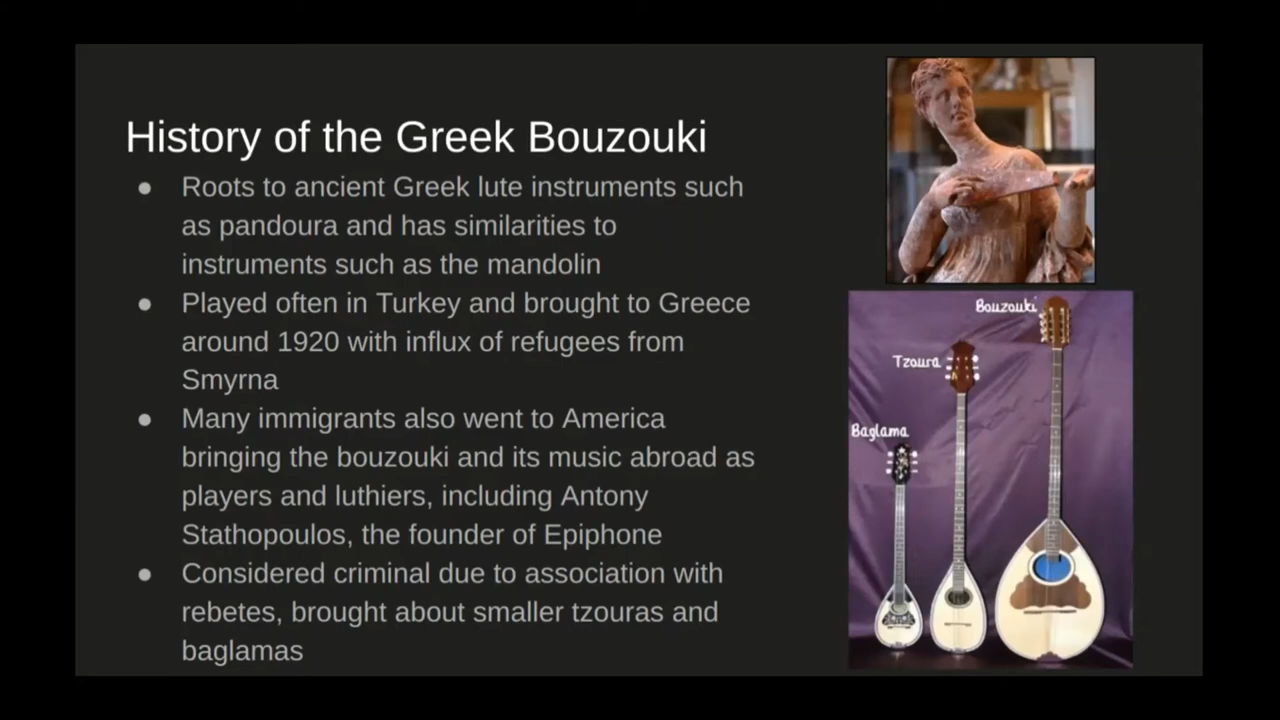 History of the Greek Bouzouki
● Roots to ancient Greek lute instruments such
as pandoura and has similarities to
instruments such as the mandolin
● Played often in Turkey and brought to Greece
around 1920 with influx of refugees from
Smyrna
● Many immigrants also went to America
bringing the bouzouki and its music abroad as
players and luthiers, including Antony
Stathopoulos, the founder of Epiphone
● Considered criminal due to association with
rebetes, brought about smaller tzouras and
baglamas
Bouzouki
Tzoura
Baglama